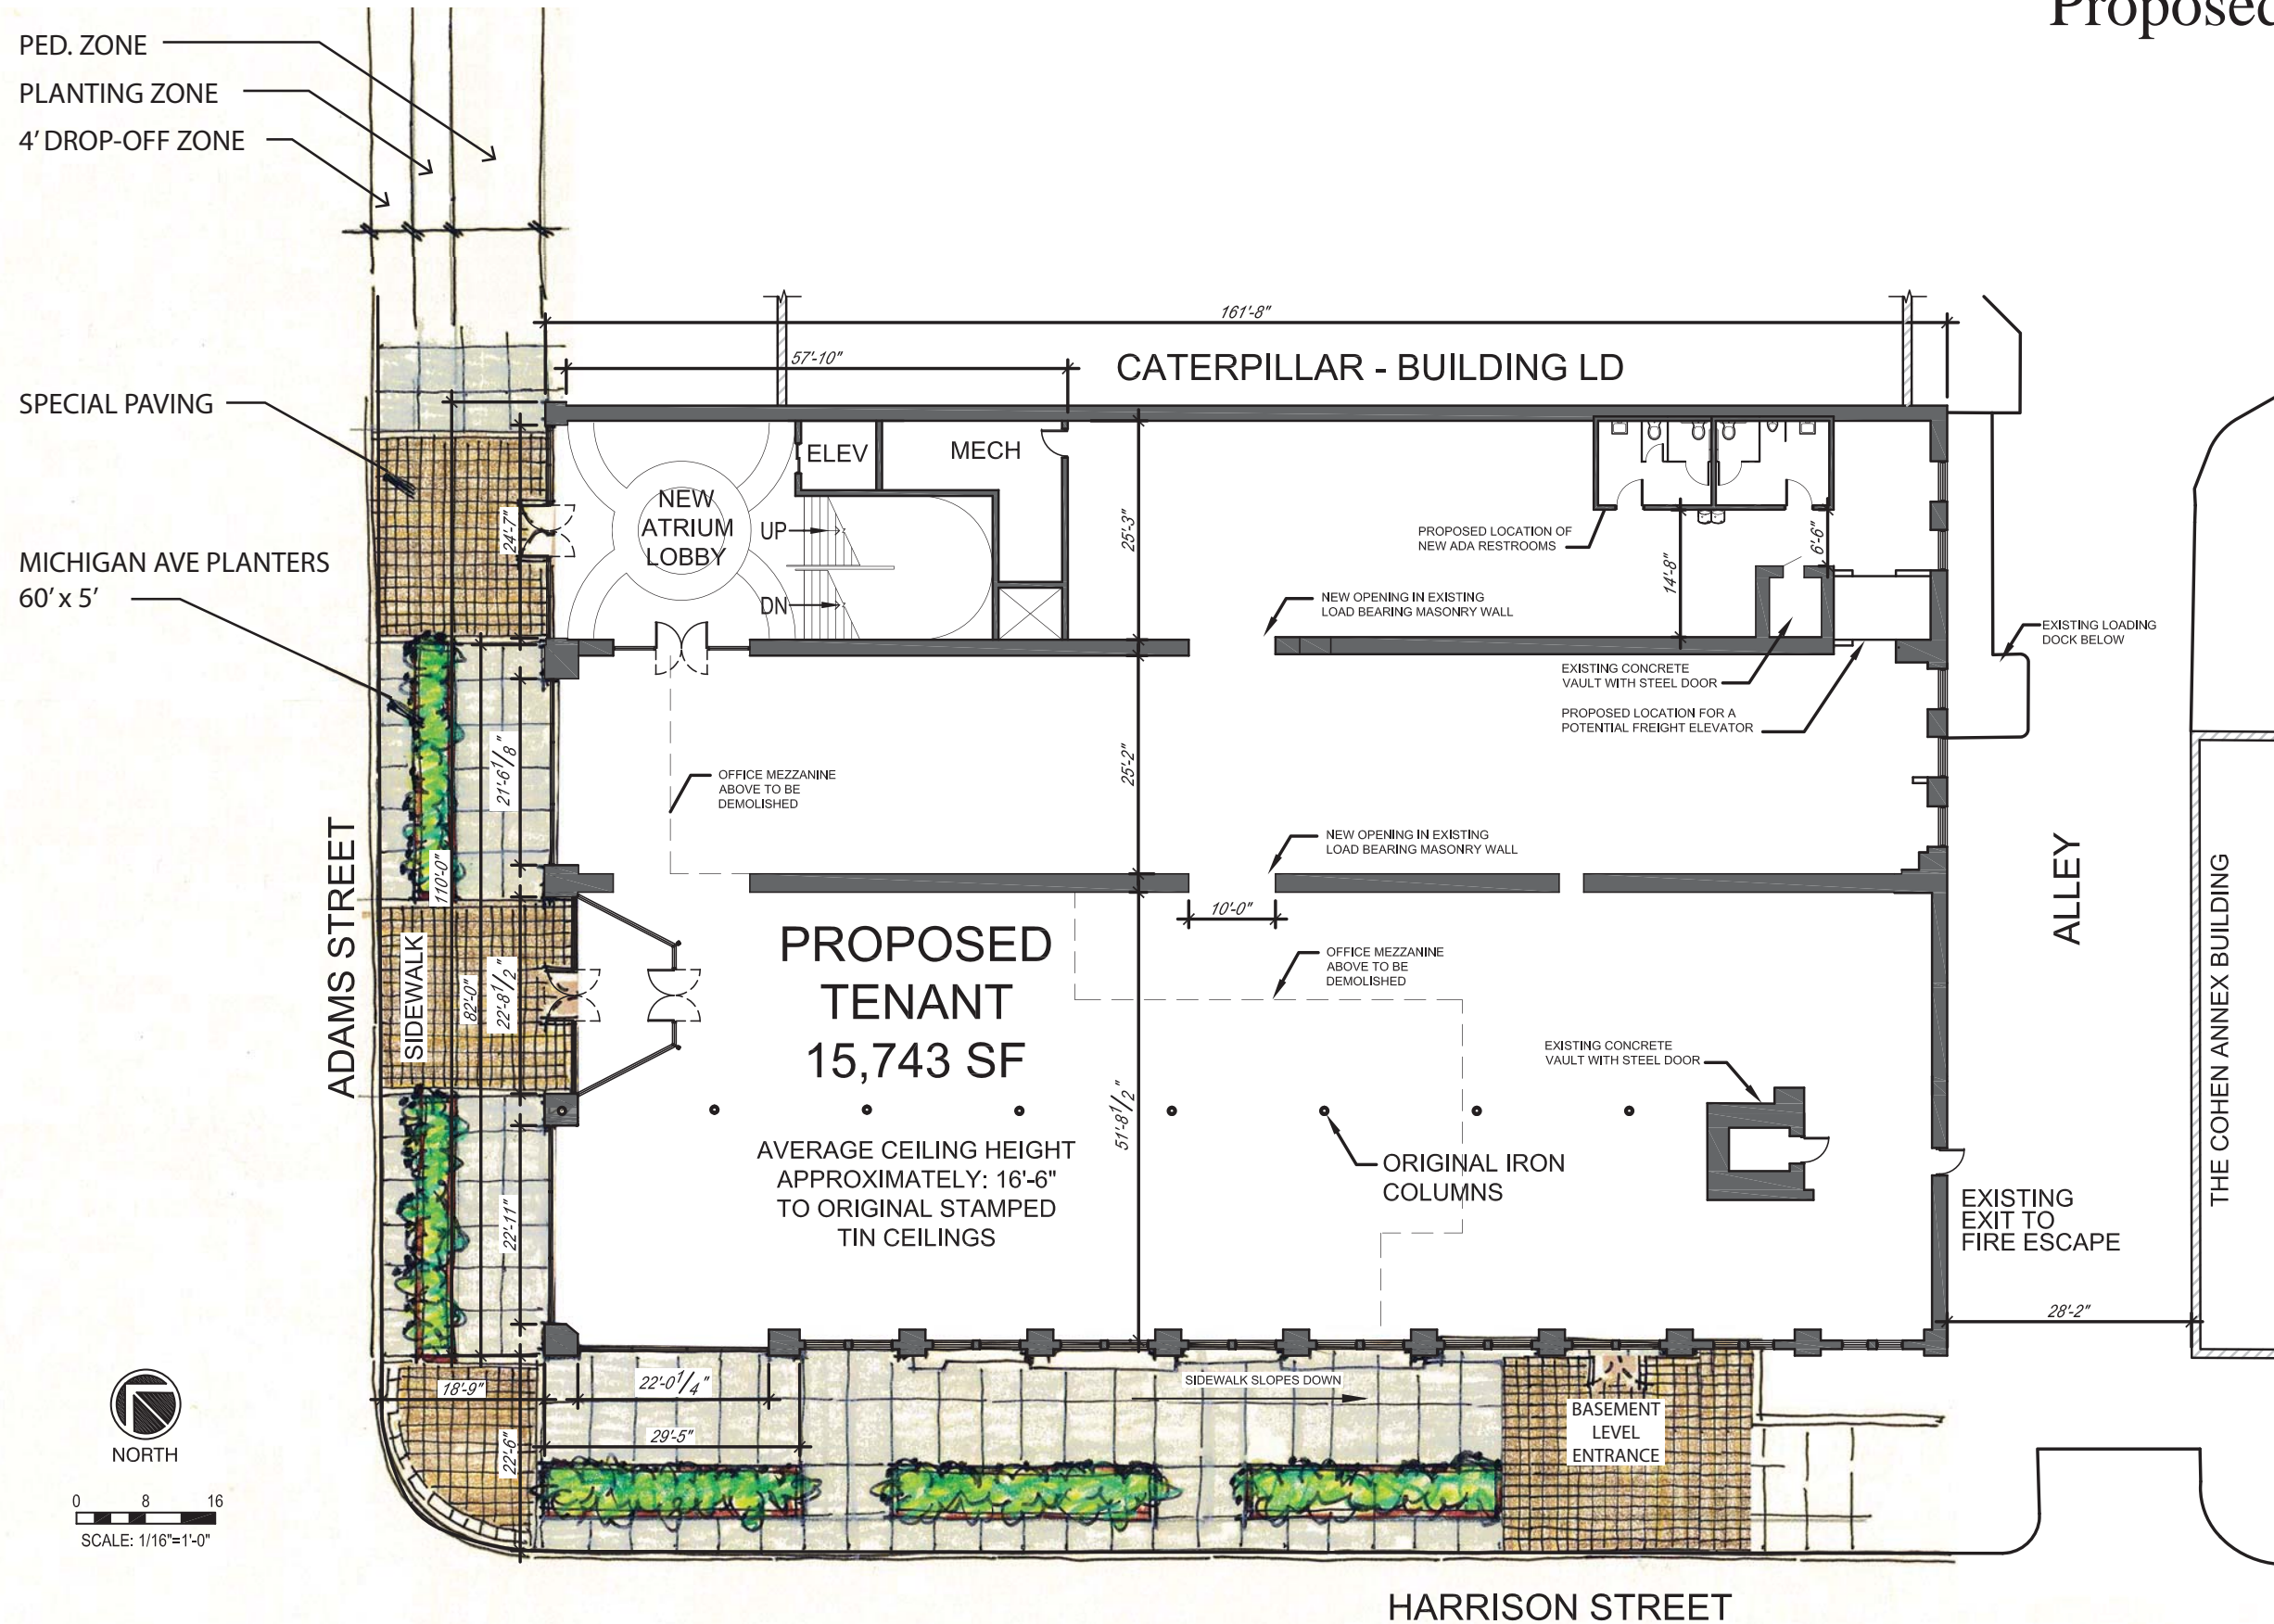 Proposed
PED. ZONE
PLANTING ZONE
4' DROP-OFF ZONE
SPECIAL PAVING
MICHIGAN AVE PLANTERS
60' x 5'
161'-8"
57'-10"
CATERPILLAR - BUILDING LD
ELEV
MECH
NEW
ATRIUM
LOBBY
UP
DN
24'-7"
25'-3"
PROPOSED LOCATION OF
NEW ADA RESTROOMS
14'-8"
6'-6"
NEW OPENING IN EXISTING
LOAD BEARING MASONRY WALL
EXISTING LOADING
DOCK BELOW
EXISTING CONCRETE
VAULT WITH STEEL DOOR
PROPOSED LOCATION FOR A
POTENTIAL FREIGHT ELEVATOR
21'-6 1/8"
25'-2"
OFFICE MEZZANINE
ABOVE TO BE
DEMOLISHED
NEW OPENING IN EXISTING
LOAD BEARING MASONRY WALL
110'-0"
10'-0"
ADAMS STREET
SIDEWALK
82'-0"
22'-8 1/2"
PROPOSED
TENANT
15,743 SF
OFFICE MEZZANINE
ABOVE TO BE
DEMOLISHED
ALLEY
THE COHEN ANNEX BUILDING
EXISTING CONCRETE
VAULT WITH STEEL DOOR
51'-8 1/2"
AVERAGE CEILING HEIGHT
APPROXIMATELY: 16'-6"
TO ORIGINAL STAMPED
TIN CEILINGS
ORIGINAL IRON
COLUMNS
22'-11"
EXISTING
EXIT TO
FIRE ESCAPE
28'-2"
18'-9"
22'-0 1/4"
SIDEWALK SLOPES DOWN
29'-5"
22'-6"
BASEMENT
LEVEL
ENTRANCE
NORTH
0 8 16
SCALE: 1/16"=1'-0"
HARRISON STREET